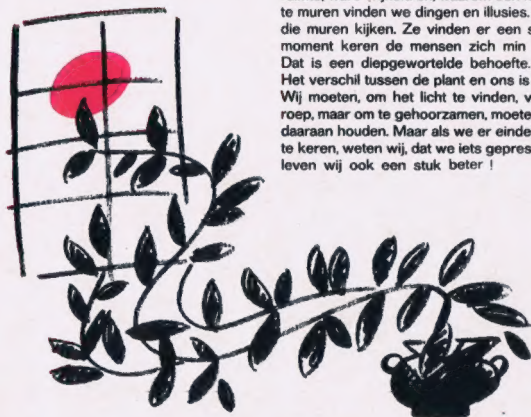 te muren vinden we dingen en illusies.
die muren kijken. Ze vinden er een
moment keren de mensen zich min
Dat is een diepgewortelde behoefte.
Het verschil tussen de plant en ons is
Wij moeten, om het licht te vinden,
roep, maar om te gehoorzamen, moete
daaraan houden. Maar als we er einde
te keren, weten wij, dat we iets gepres
leven wij ook een stuk beter !